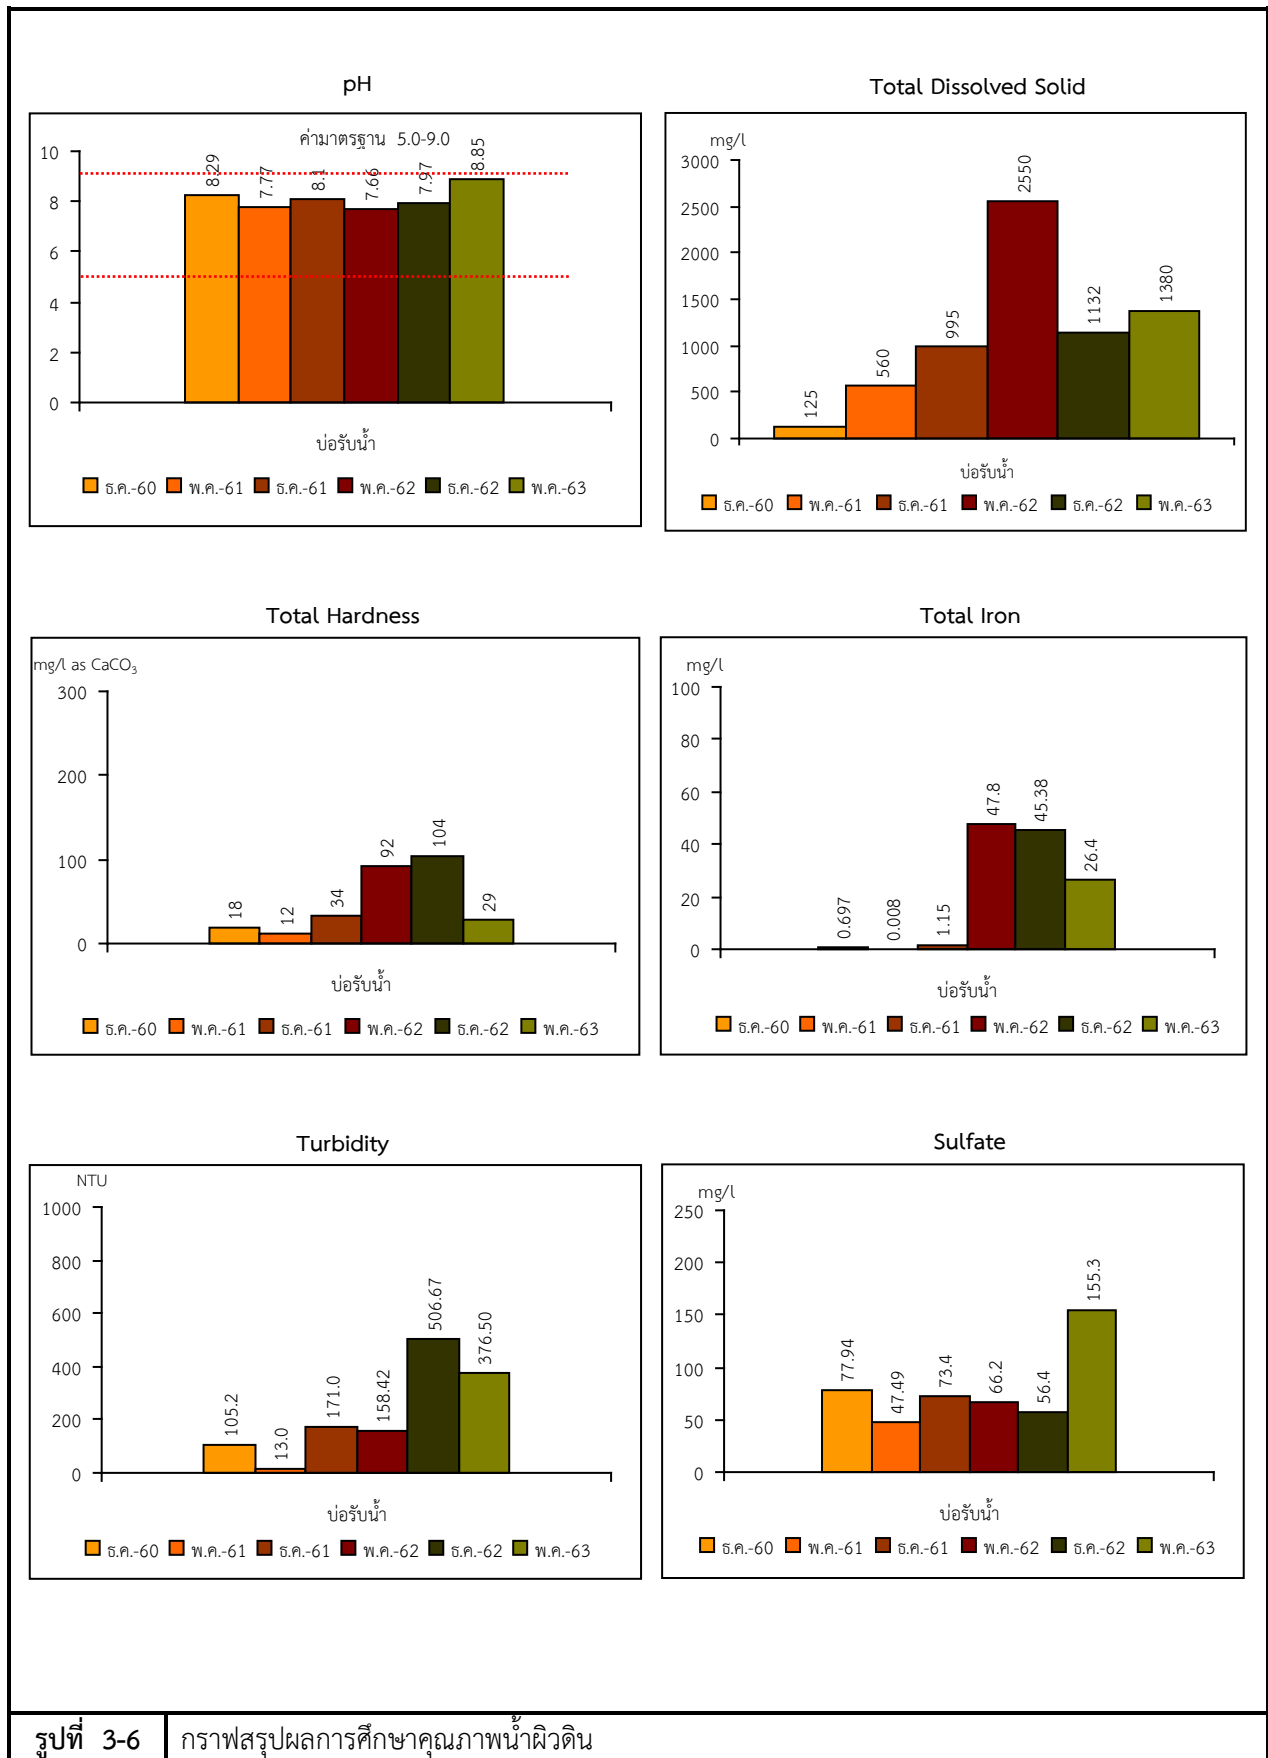 pH
ค่ามาตรฐาน 5.0-9.0
10
8
6
4
2
0
8.29
7.77
8.1
7.66
7.97
8.85
บ่อรับน้ำ
ธ.ค.-60 พ.ค.-61 ธ.ค.-61 พ.ค.-62 ธ.ค.-62 พ.ค.-63
Total Dissolved Solid
mg/l
3000
2500
2000
1500
1000
500
0
125
560
995
2550
1132
1380
บ่อรับน้ำ
ธ.ค.-60 พ.ค.-61 ธ.ค.-61 พ.ค.-62 ธ.ค.-62 พ.ค.-63
Total Hardness
mg/l as CaCO₃
300
200
100
0
18
12
34
92
104
29
บ่อรับน้ำ
ธ.ค.-60 พ.ค.-61 ธ.ค.-61 พ.ค.-62 ธ.ค.-62 พ.ค.-63
Total Iron
mg/l
100
80
60
40
20
0
0.697
0.008
1.15
47.8
45.38
26.4
บ่อรับน้ำ
ธ.ค.-60 พ.ค.-61 ธ.ค.-61 พ.ค.-62 ธ.ค.-62 พ.ค.-63
Turbidity
NTU
1000
800
600
400
200
0
105.2
13.0
171.0
158.42
506.67
376.50
บ่อรับน้ำ
ธ.ค.-60 พ.ค.-61 ธ.ค.-61 พ.ค.-62 ธ.ค.-62 พ.ค.-63
Sulfate
mg/l
250
200
150
100
50
0
77.94
47.49
73.4
66.2
56.4
155.3
บ่อรับน้ำ
ธ.ค.-60 พ.ค.-61 ธ.ค.-61 พ.ค.-62 ธ.ค.-62 พ.ค.-63
รูปที่ 3-6 กราฟสรุปผลการศึกษาคุณภาพน้ำผิวดิน